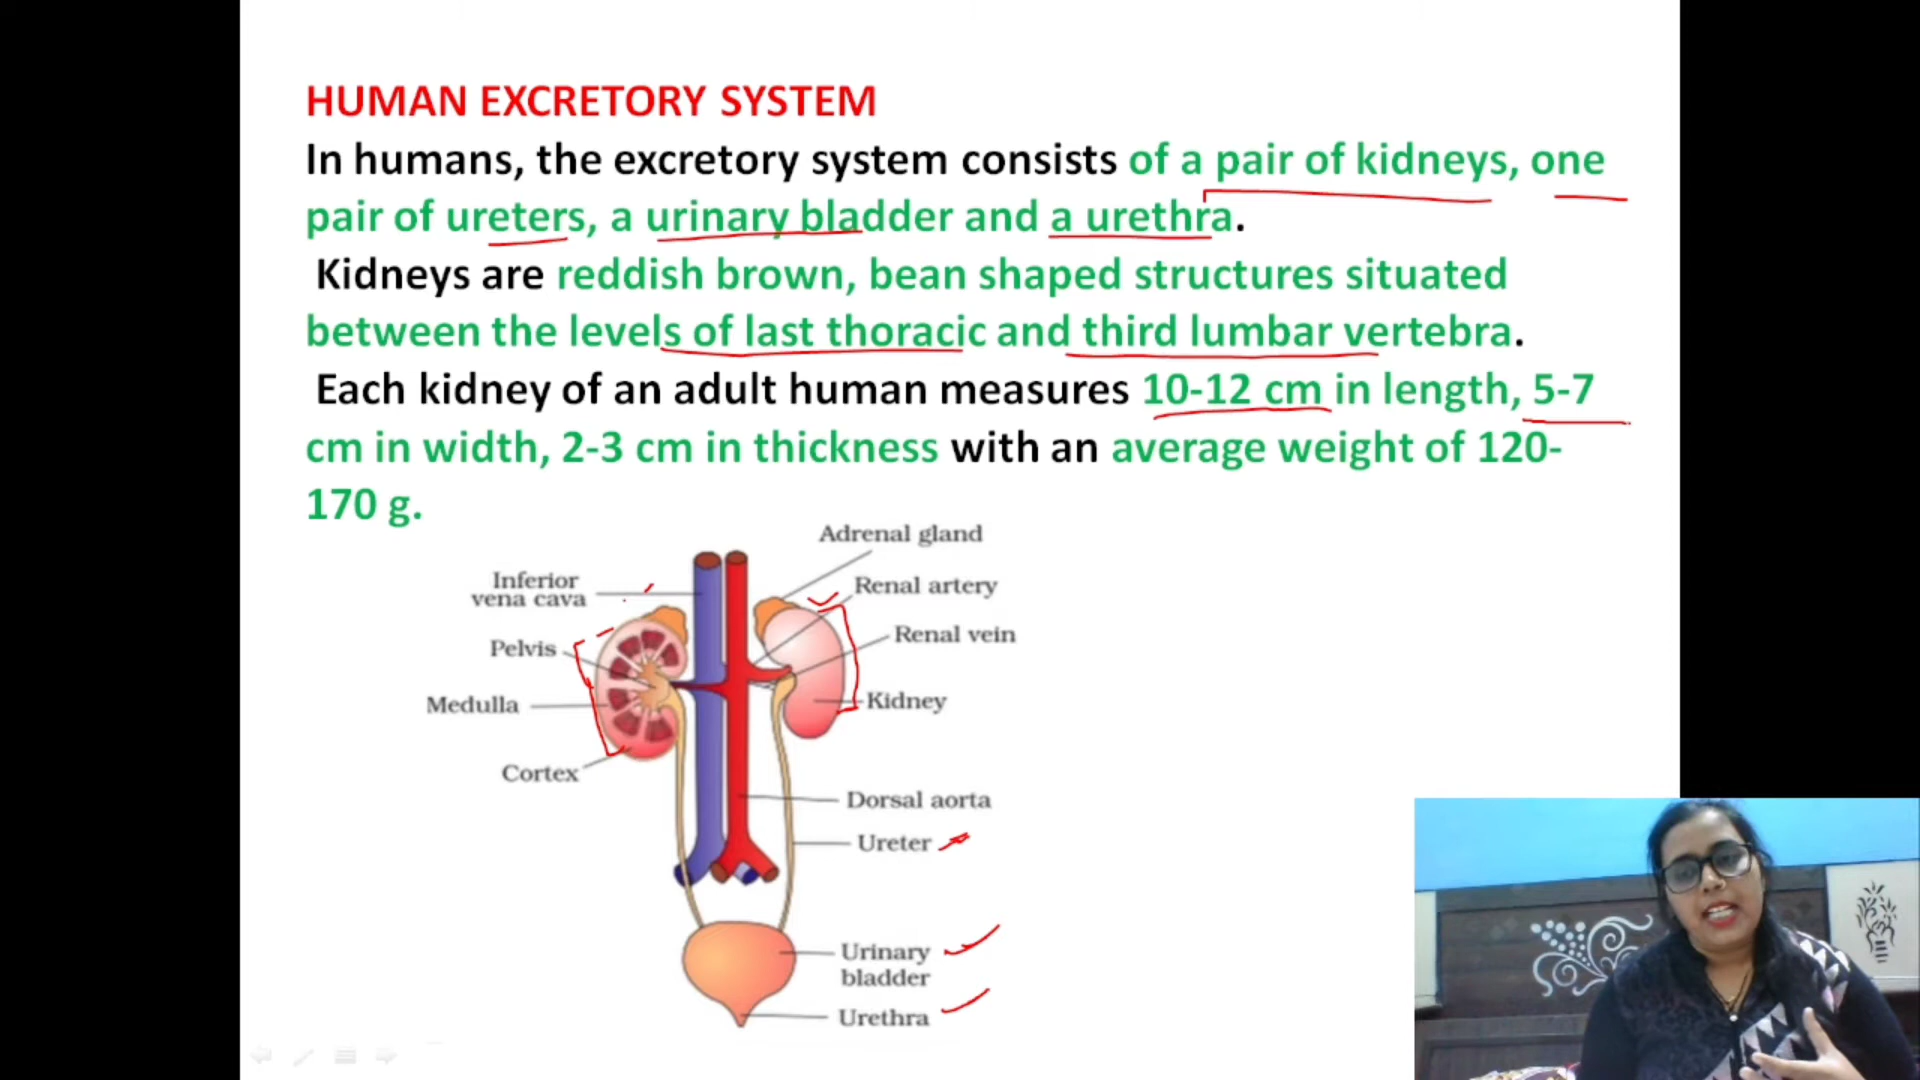 HUMAN EXCRETORY SYSTEM
In humans, the excretory system consists of a pair of kidneys, one
pair of ureters, a urinary bladder and a urethra.
Kidneys are reddish brown, bean shaped structures situated
between the levels of last thoracic and third lumbar vertebra.
Each kidney of an adult human measures 10-12 cm in length, 5-7
cm in width, 2-3 cm in thickness with an average weight of 120-
170 g.
Adrenal gland
Inferior
vena cava
Renal artery
Renal vein
Pelvis
Medulla
Kidney
Cortex
Dorsal aorta
Ureter
Urinary
bladder
Urethra